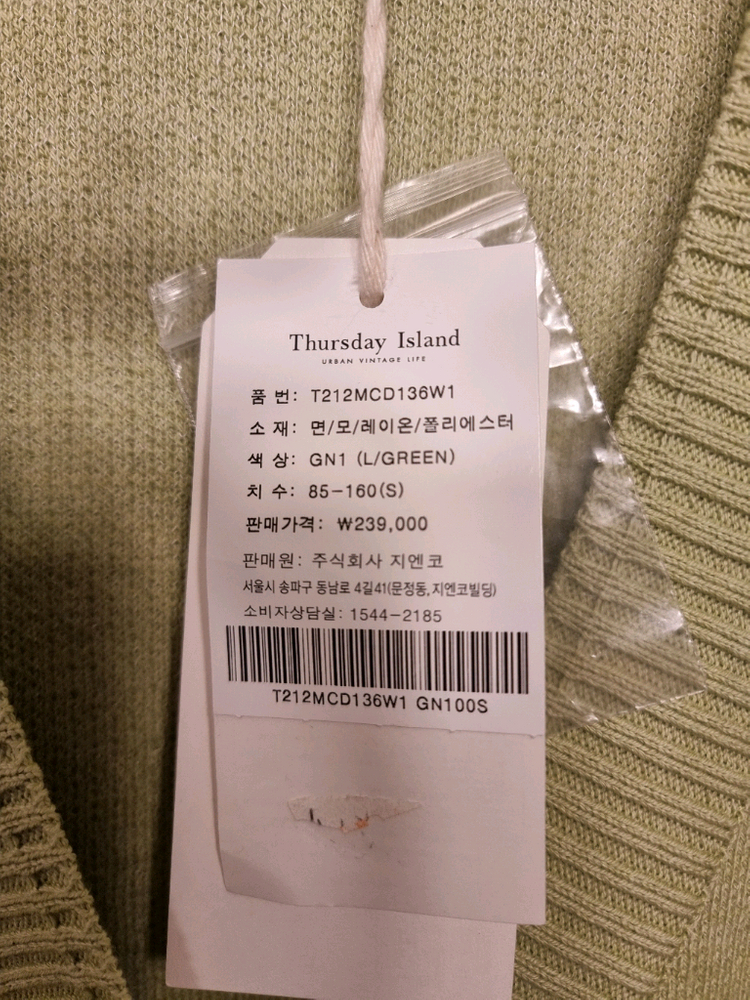 Thursday Island
URBAN VINTAGE LIFE
품 번: T212MCD136W1
소 재: 면/모/레이온/폴리에스터
색 상: GN1 (L/GREEN)
치 수: 85-160(S)
판매가격: ₩239,000
판매원: 주식회사 지엔코
서울시 송파구 동남로 4길41(문정동,지엔코빌딩)
소비자상담실: 1544-2185
T212MCD136W1 GN100S